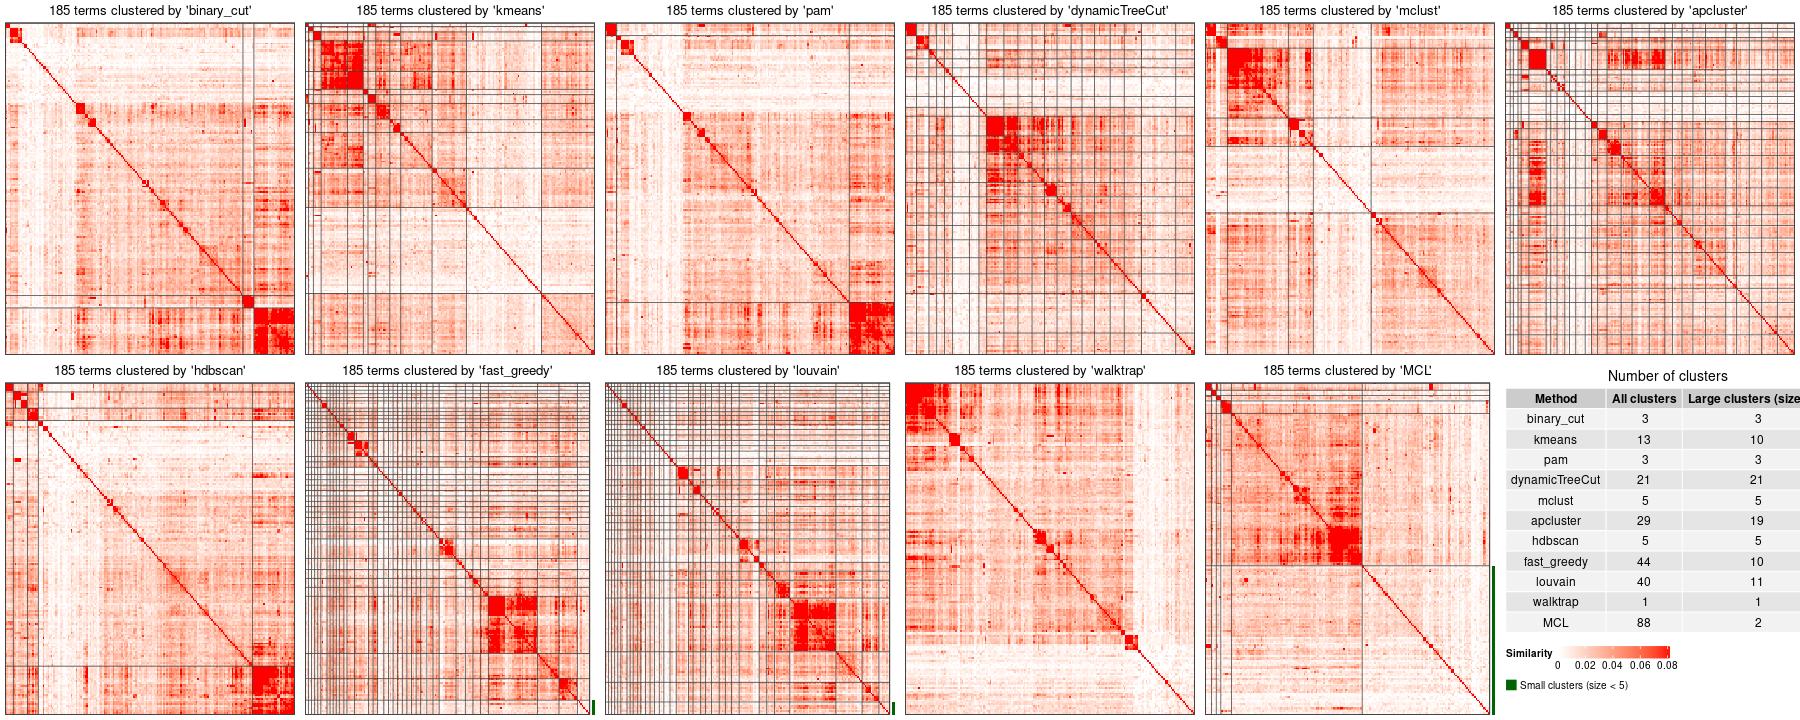 185 terms clustered by 'binary_cut'
185 terms clustered by 'kmeans'
185 terms clustered by 'pam'
185 terms clustered by 'dynamicTreeCut'
185 terms clustered by 'mclust'
185 terms clustered by 'apcluster'
185 terms clustered by 'hdbscan'
185 terms clustered by 'fast_greedy'
185 terms clustered by 'louvain'
185 terms clustered by 'walktrap'
185 terms clustered by 'MCL'
Number of clusters
Method All clusters Large clusters (size
binary_cut 3 3
kmeans 13 10
pam 3 3
dynamicTreeCut 21 21
mclust 5 5
apcluster 29 19
hdbscan 5 5
fast_greedy 44 10
louvain 40 11
walktrap 1 1
MCL 88 2
Similarity
0 0.02 0.04 0.06 0.08
Small clusters (size < 5)